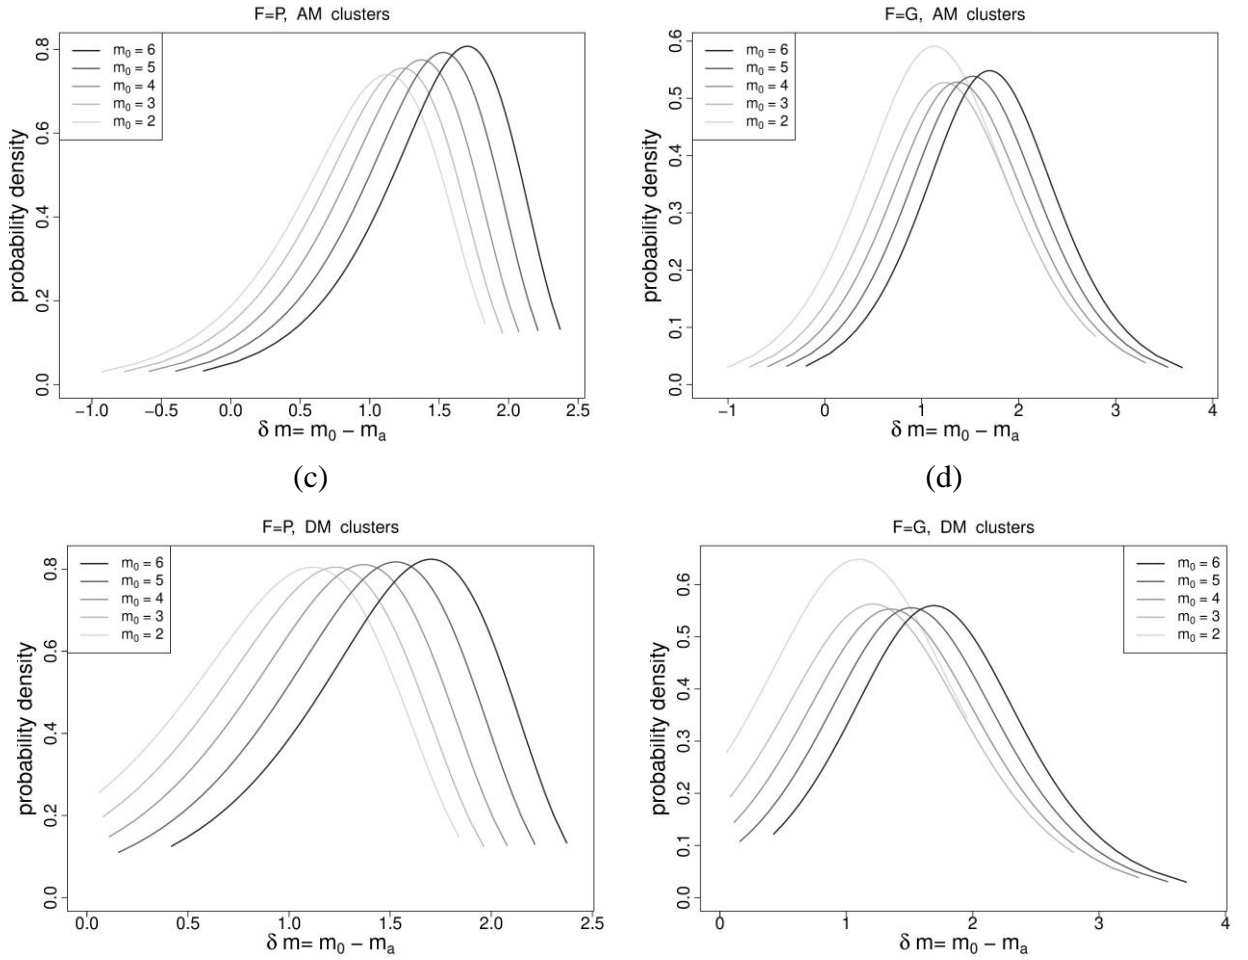 F=P, AM clusters
m0 = 6
m0 = 5
m0 = 4
m0 = 3
m0 = 2
probability density
0.0 0.2 0.4 0.6 0.8
−1.0 −0.5 0.0 0.5 1.0 1.5 2.0 2.5
δ m= m0 − ma
F=G, AM clusters
m0 = 6
m0 = 5
m0 = 4
m0 = 3
m0 = 2
probability density
0.0 0.1 0.2 0.3 0.4 0.5 0.6
−1 0 1 2 3 4
δ m= m0 − ma
(c)
(d)
F=P, DM clusters
m0 = 6
m0 = 5
m0 = 4
m0 = 3
m0 = 2
probability density
0.0 0.2 0.4 0.6 0.8
0.0 0.5 1.0 1.5 2.0 2.5
δ m= m0 − ma
F=G, DM clusters
m0 = 6
m0 = 5
m0 = 4
m0 = 3
m0 = 2
probability density
0.0 0.1 0.2 0.3 0.4 0.5 0.6
0 1 2 3 4
δ m= m0 − ma